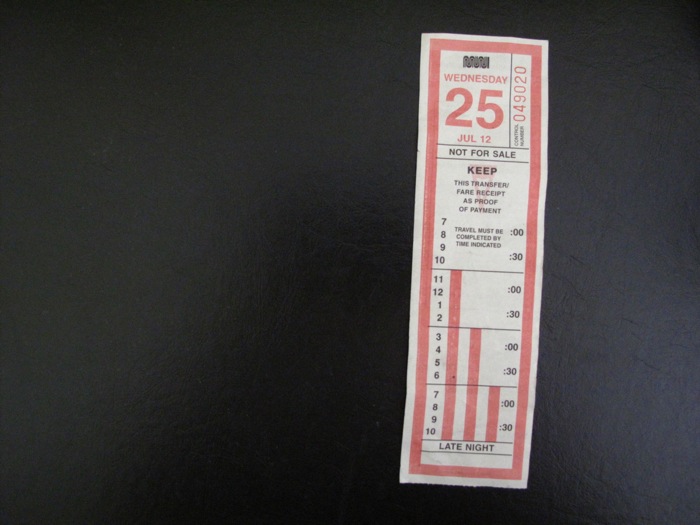 MUNI
WEDNESDAY
25
JUL 12
CONTROL
NUMBER
049020
NOT FOR SALE
KEEP
THIS TRANSFER/
FARE RECEIPT
AS PROOF
OF PAYMENT
7
8
9
10
TRAVEL MUST BE
COMPLETED BY
TIME INDICATED
:00
:30
11
12
1
2
:00
:30
3
4
5
6
:00
:30
7
8
9
10
:00
:30
LATE NIGHT